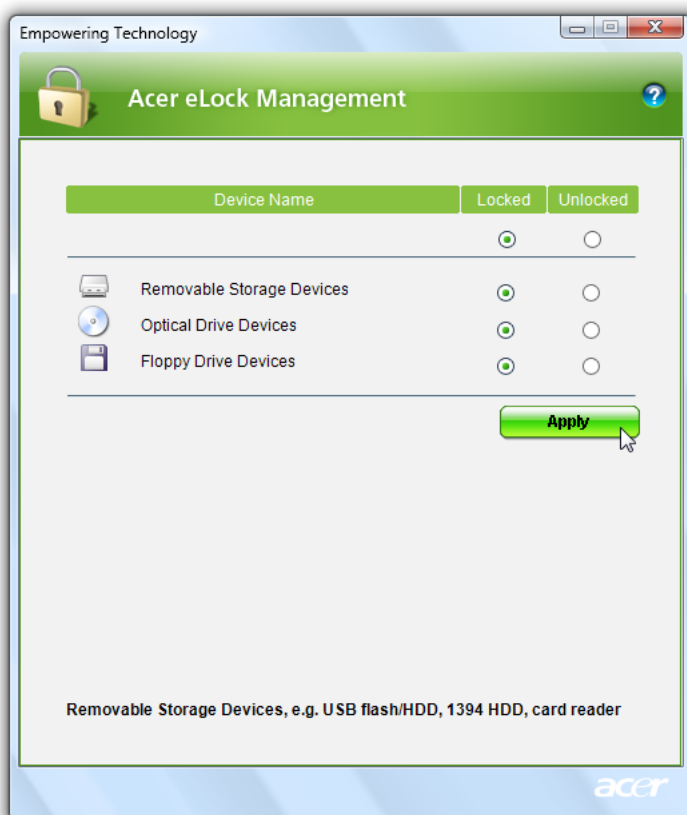 Empowering Technology
Acer eLock Management
?
Device Name Locked Unlocked
Removable Storage Devices
Optical Drive Devices
Floppy Drive Devices
Apply
Removable Storage Devices, e.g. USB flash/HDD, 1394 HDD, card reader
acer